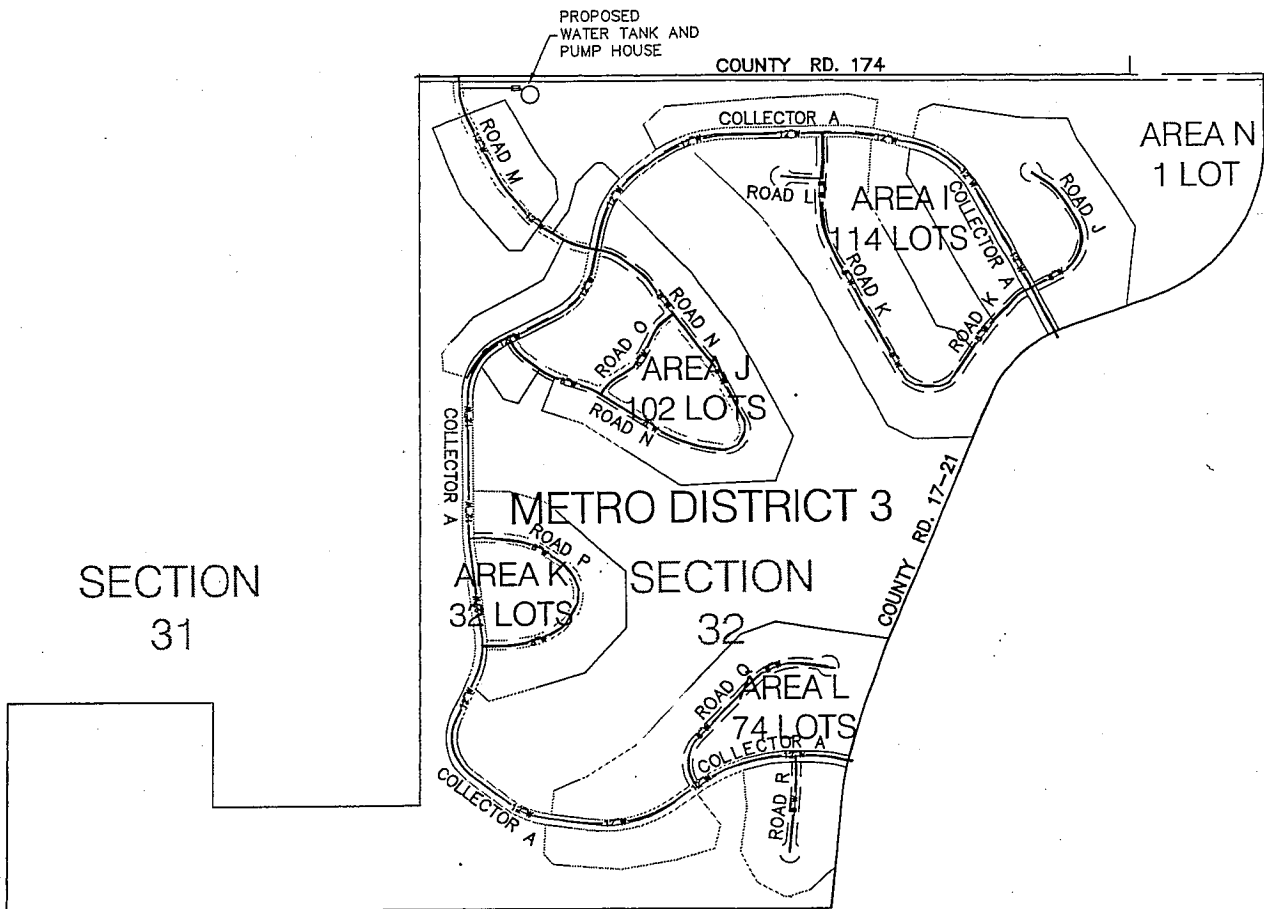 PROPOSED
WATER TANK AND
PUMP HOUSE
COUNTY RD. 174
COLLECTOR A
AREA N
1 LOT
ROAD M
ROAD L
AREA I
114 LOTS
COLLECTOR A
ROAD J
ROAD K
ROAD K
ROAD N
ROAD O
AREA J
102 LOTS
ROAD N
COLLECTOR A
METRO DISTRICT 3
COUNTY RD. 17-21
ROAD P
AREA K
32 LOTS
SECTION
31
SECTION
32
ROAD Q
AREA L
74 LOTS
COLLECTOR A
ROAD R
COLLECTOR A